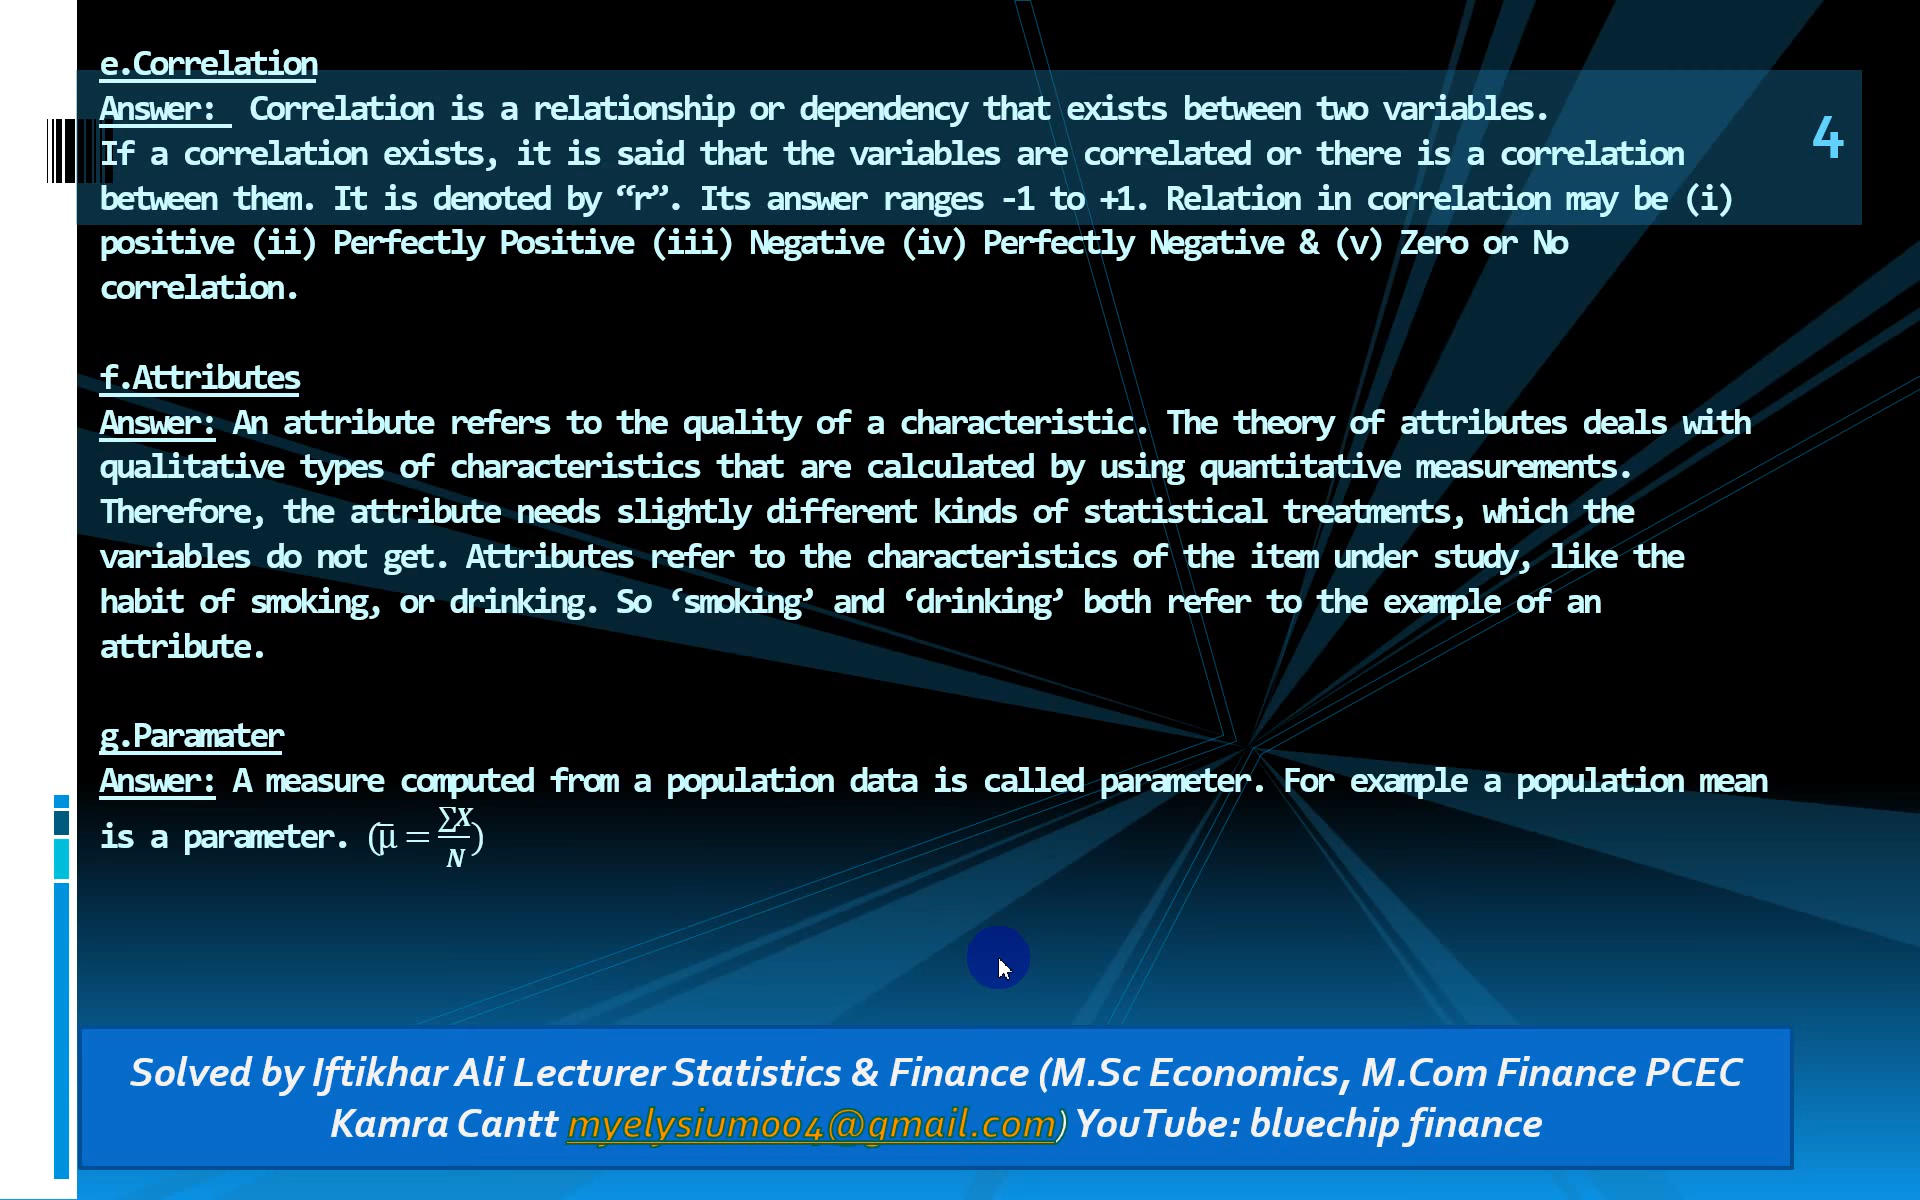 e.Correlation
Answer: Correlation is a relationship or dependency that exists between two variables.
If a correlation exists, it is said that the variables are correlated or there is a correlation
between them. It is denoted by “r”. Its answer ranges -1 to +1. Relation in correlation may be (i)
positive (ii) Perfectly Positive (iii) Negative (iv) Perfectly Negative & (v) Zero or No
correlation.
4
f.Attributes
Answer: An attribute refers to the quality of a characteristic. The theory of attributes deals with
qualitative types of characteristics that are calculated by using quantitative measurements.
Therefore, the attribute needs slightly different kinds of statistical treatments, which the
variables do not get. Attributes refer to the characteristics of the item under study, like the
habit of smoking, or drinking. So ‘smoking’ and ‘drinking’ both refer to the example of an
attribute.
g.Paramater
Answer: A measure computed from a population data is called parameter. For example a population mean
is a parameter. (μ̅ = ∑X/N)
Solved by Iftikhar Ali Lecturer Statistics & Finance (M.Sc Economics, M.Com Finance PCEC
Kamra Cantt myelysium004@gmail.com) YouTube: bluechip finance